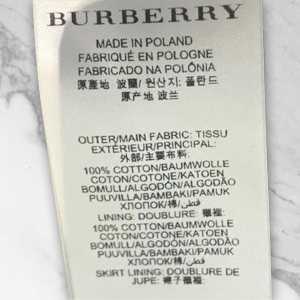 BURBERRY
MADE IN POLAND
FABRIQUÉ EN POLOGNE
FABRICADO NA POLÔNIA
原産地 波蘭/ 원산지: 폴란드
原产地 波兰
OUTER/MAIN FABRIC: TISSU
EXTÉRIEUR/PRINCIPAL:
外部/主要布料:
100% COTTON/BAUMWOLLE
COTON/COTONE/KATOEN
BOMULL/ALGODÓN/ALGODÃO
PUUVILLA/BAMBAKI/PAMUK
ХЛОПОК/棉/قطن
LINING: DOUBLURE: 襯裡:
100% COTTON/BAUMWOLLE
COTON/COTONE/KATOEN
BOMULL/ALGODÓN/ALGODÃO
PUUVILLA/BAMBAKI/PAMUK
ХЛОПОК/棉/قطن
SKIRT LINING: DOUBLURE DE
JUPE: 裙子襯裡: